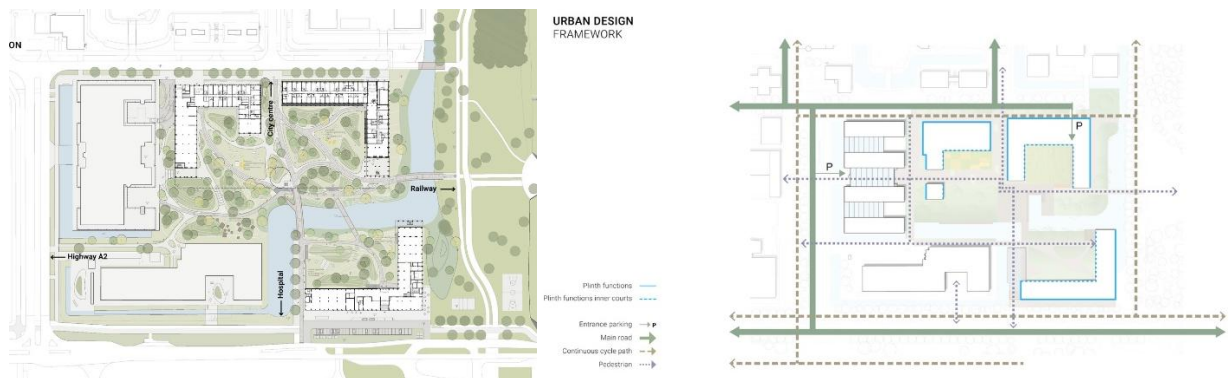 ON
City centre
Railway
Highway A2
Hospital
URBAN DESIGN
FRAMEWORK
Plinth functions
Plinth functions inner courts
Entrance parking P
Main road
Continuous cycle path
Pedestrian
P
P